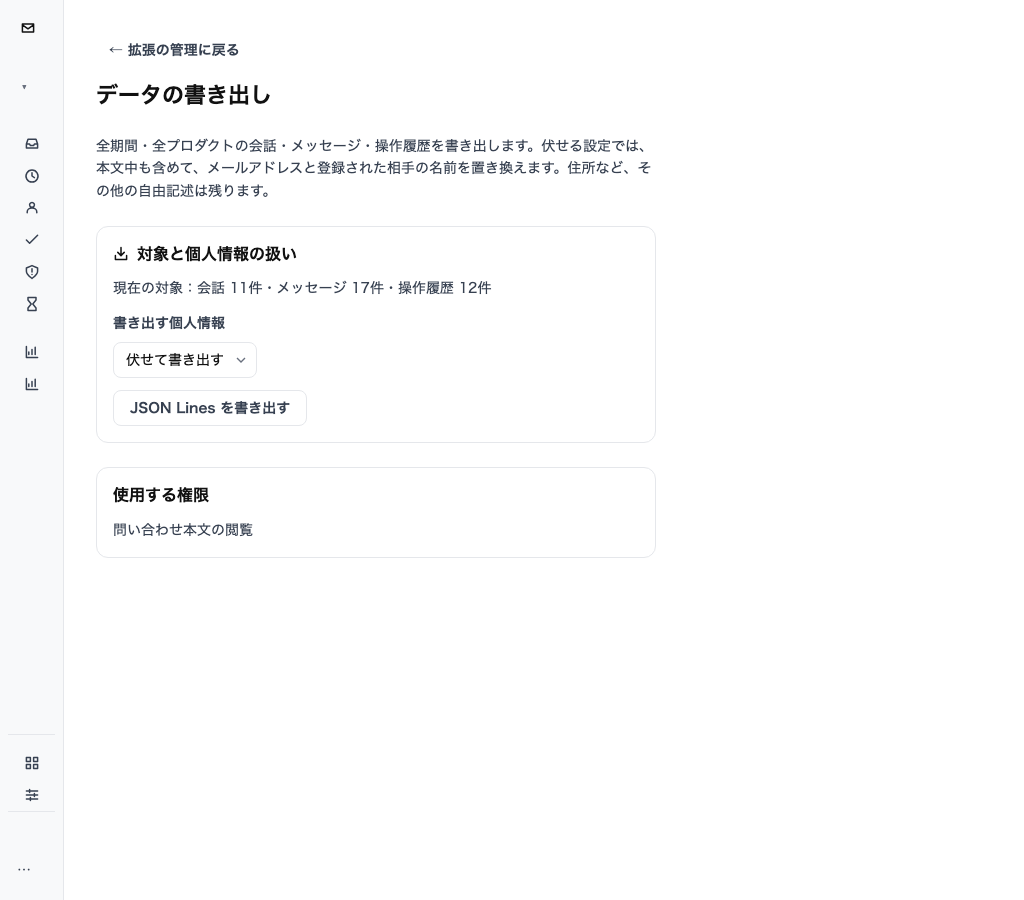 ← 拡張の管理に戻る
データの書き出し
全期間・全プロダクトの会話・メッセージ・操作履歴を書き出します。伏せる設定では、
本文中も含めて、メールアドレスと登録された相手の名前を置き換えます。住所など、そ
の他の自由記述は残ります。
対象と個人情報の扱い
現在の対象：会話 11件・メッセージ 17件・操作履歴 12件
書き出す個人情報
伏せて書き出す
JSON Lines を書き出す
使用する権限
問い合わせ本文の閲覧